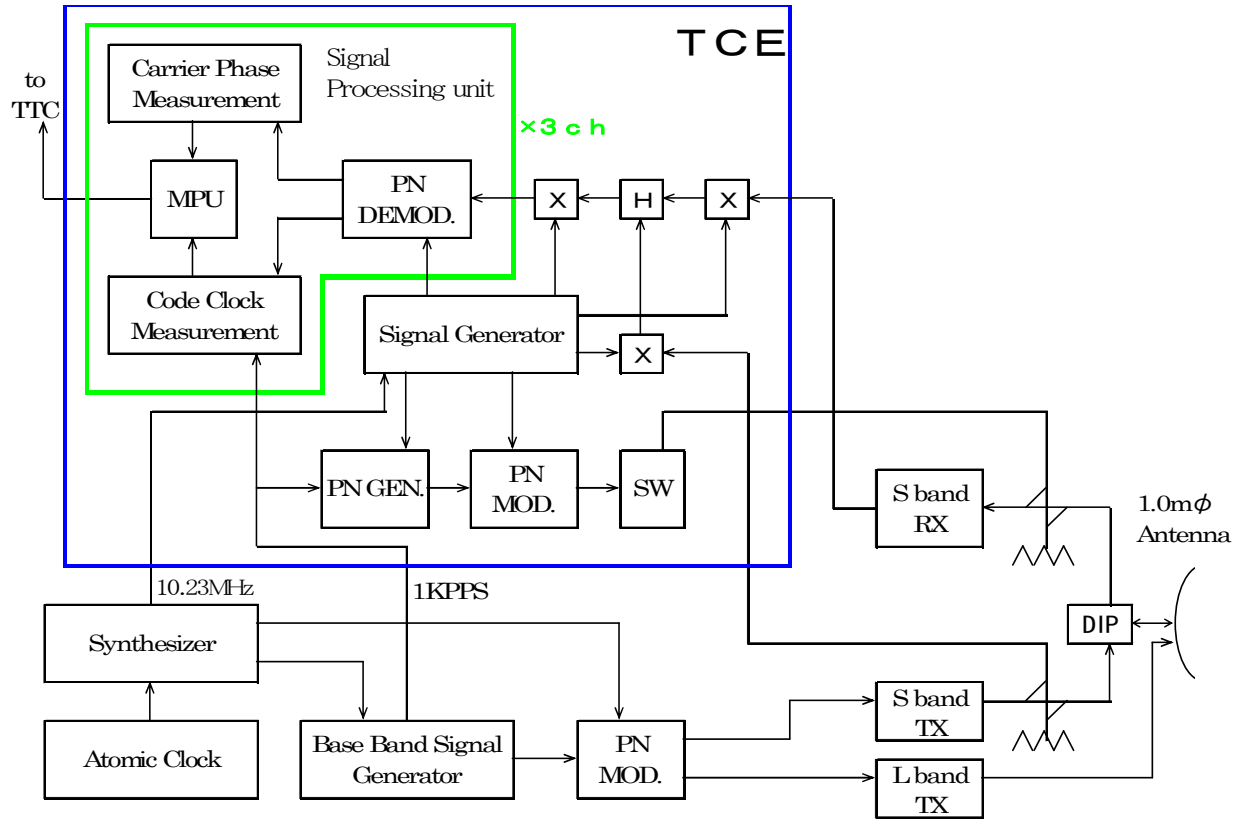 TCE
Carrier Phase
Measurement
Signal
Processing unit
to
TTC
×3ch
MPU
PN
DEMOD.
X
H
X
Code Clock
Measurement
Signal Generator
X
PN GEN.
PN
MOD.
SW
S band
RX
1.0mφ
Antenna
10.23MHz
1KPPS
Synthesizer
DIP
Atomic Clock
Base Band Signal
Generator
PN
MOD.
S band
TX
L band
TX